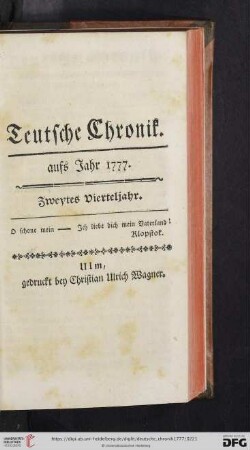 Teutsche Chronik.
aufs Jahr 1777.
Zweytes Vierteljahr.
O schone mein — Ich liebe dich mein Vaterland!
Klopstok.
Ulm,
gedruckt bey Christian Ulrich Wagner.
DFG